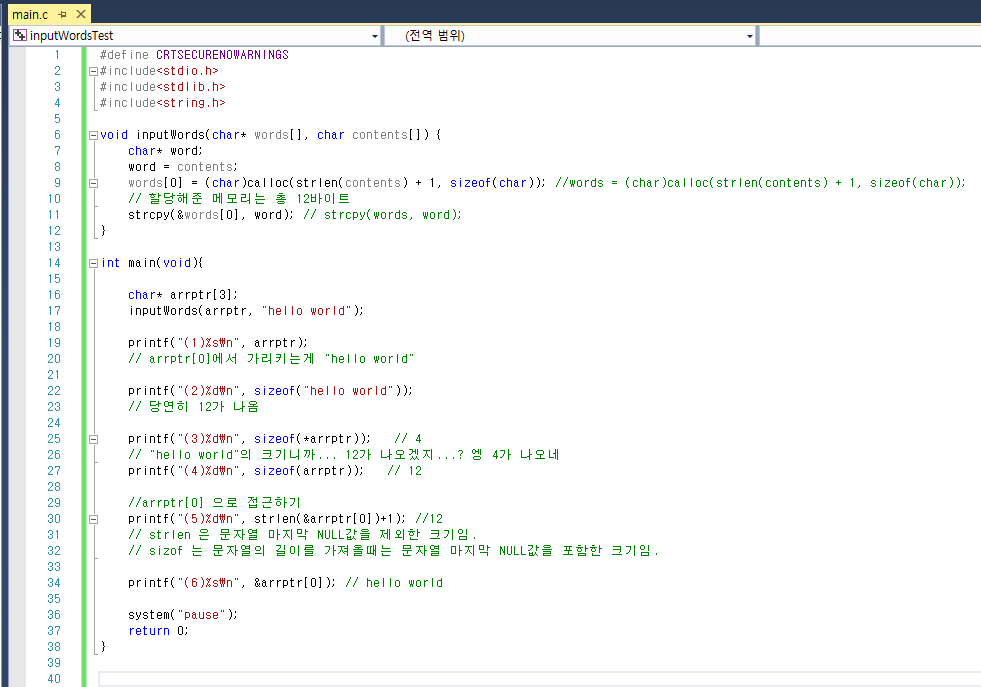 main.c
inputWordsTest
(전역 범위)
1 #define CRTSECURENOWARNINGS
2 #include<stdio.h>
3 #include<stdlib.h>
4 #include<string.h>
5
6 void inputWords(char* words[], char contents[]) {
7 char* word;
8 word = contents;
9 words[0] = (char)calloc(strlen(contents) + 1, sizeof(char)); //words = (char)calloc(strlen(contents) + 1, sizeof(char));
10 // 할당해준 메모리는 총 12바이트
11 strcpy(&words[0], word); // strcpy(words, word);
12 }
13
14 int main(void){
15
16 char* arrptr[3];
17 inputWords(arrptr, "hello world");
18
19 printf("(1)%s₩n", arrptr);
20 // arrptr[0]에서 가리키는게 "hello world"
21
22 printf("(2)%d₩n", sizeof("hello world"));
23 // 당연히 12가 나옴
24
25 printf("(3)%d₩n", sizeof(*arrptr)); // 4
26 // "hello world"의 크기니까... 12가 나오겠지...? 엥 4가 나오네
27 printf("(4)%d₩n", sizeof(arrptr)); // 12
28
29 //arrptr[0] 으로 접근하기
30 printf("(5)%d₩n", strlen(&arrptr[0])+1); //12
31 // strlen 은 문자열 마지막 NULL값을 제외한 크기임.
32 // sizof 는 문자열의 길이를 가져올때는 문자열 마지막 NULL값을 포함한 크기임.
33
34 printf("(6)%s₩n", &arrptr[0]); // hello world
35
36 system("pause");
37 return 0;
38 }
39
40